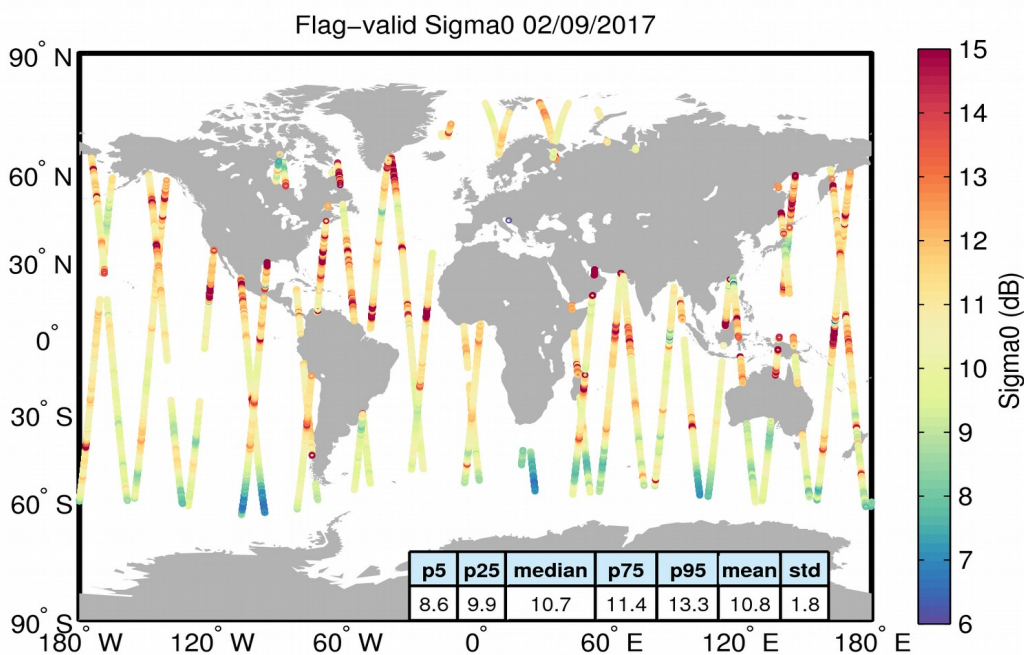 Flag−valid Sigma0 02/09/2017
90° N
60° N
30° N
0°
30° S
60° S
90° S
180° W
120° W
60° W
0°
60° E
120° E
180° E
15
14
13
12
11
10
9
8
7
6
Sigma0 (dB)
p5 p25 median p75 p95 mean std
8.6 9.9 10.7 11.4 13.3 10.8 1.8